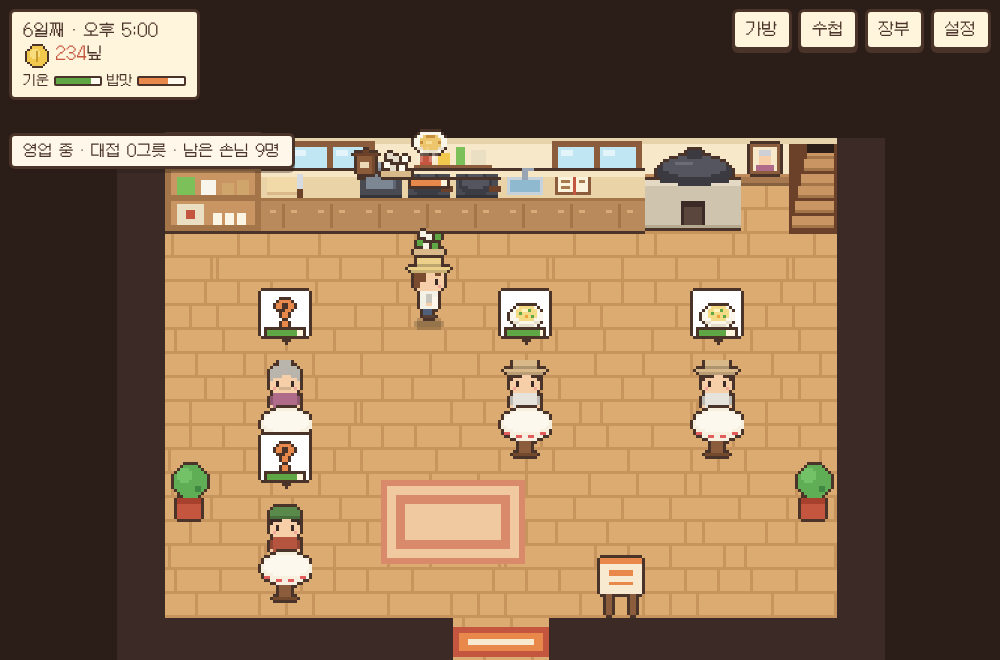 6일째 · 오후 5:00
234닢
기운 밥맛
가방 수첩 장부 설정
영업 중 · 대접 0그릇 · 남은 손님 9명
?
?